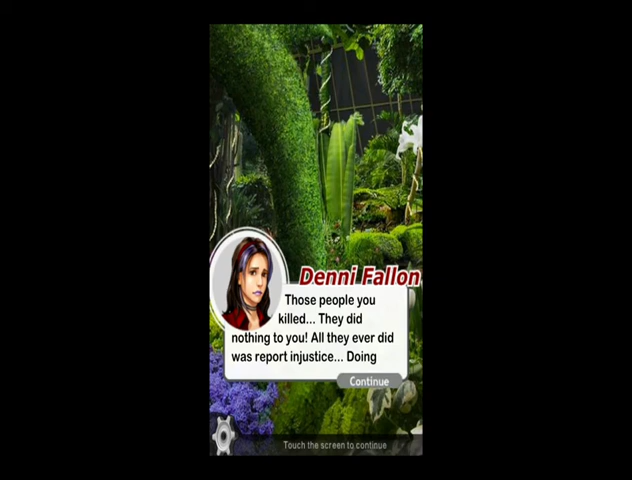 Denni Fallon
Those people you
killed... They did
nothing to you! All they ever did
was report injustice... Doing
Continue
Touch the screen to continue